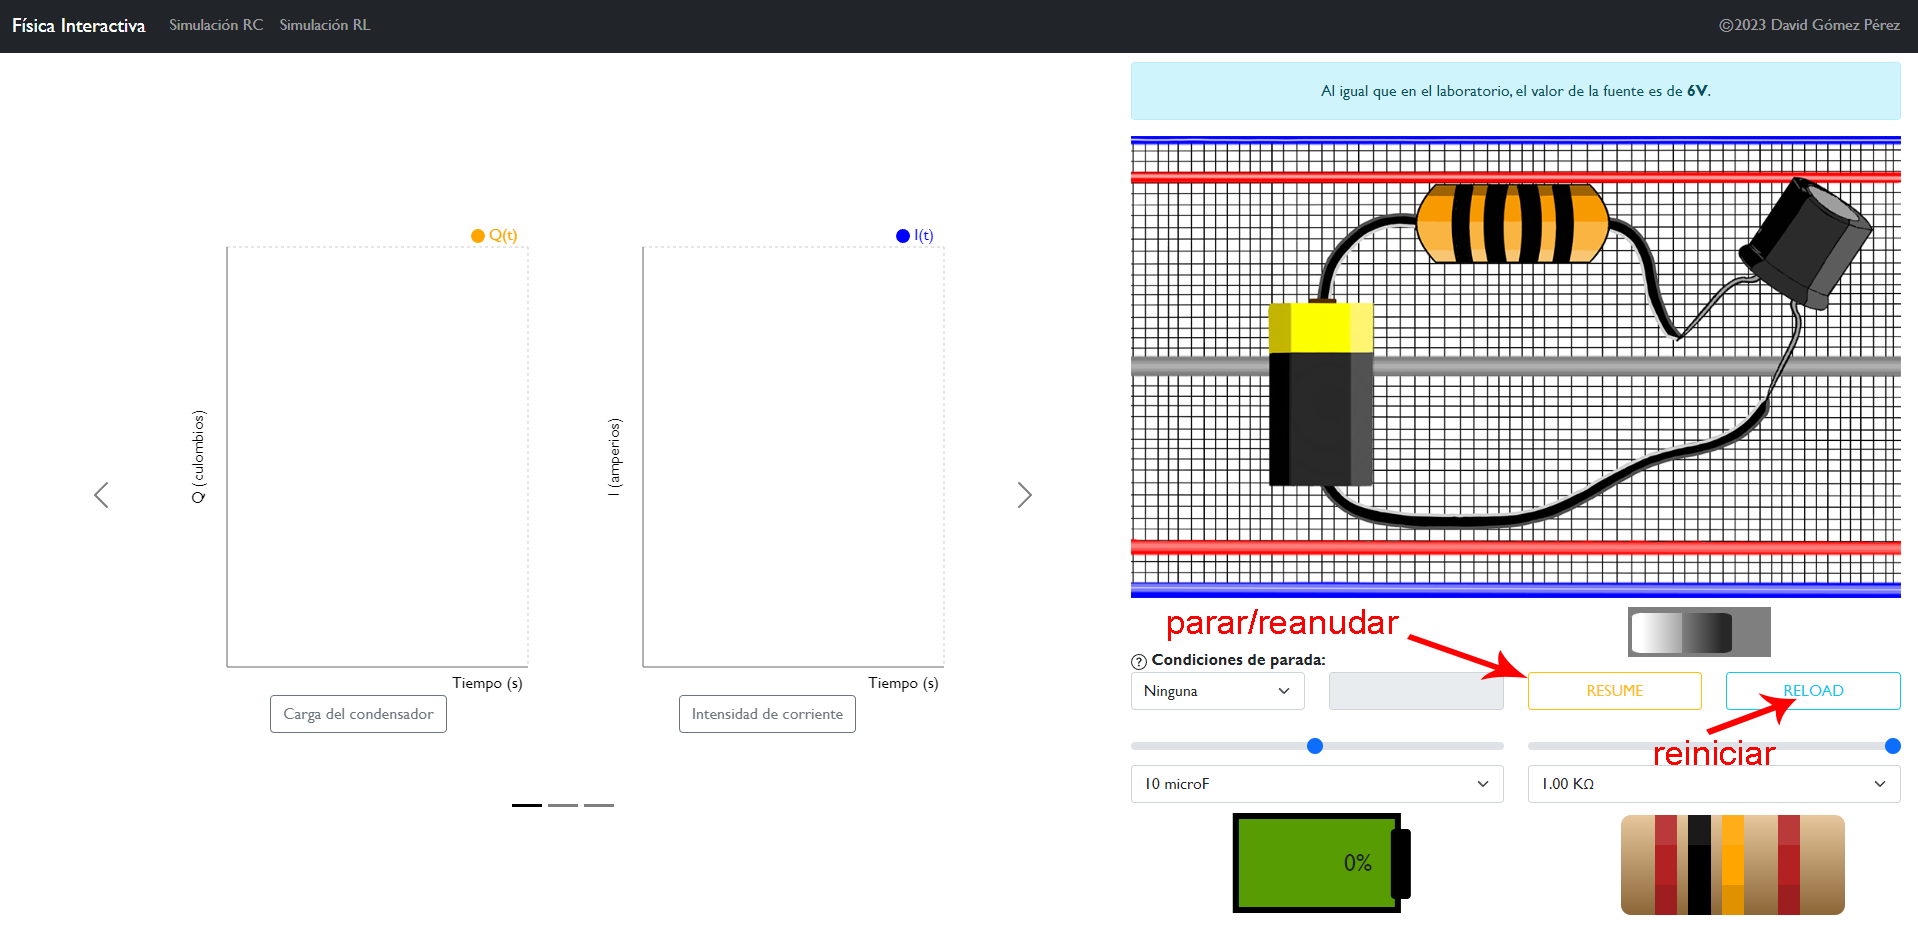 Física Interactiva
Simulación RC
Simulación RL
©2023 David Gómez Pérez
Al igual que en el laboratorio, el valor de la fuente es de 6V.
Q(t)
Q (culombios)
Tiempo (s)
Carga del condensador
I(t)
I (amperios)
Tiempo (s)
Intensidad de corriente
parar/reanudar
? Condiciones de parada:
Ninguna
RESUME
RELOAD
reiniciar
10 microF
1.00 KΩ
0%